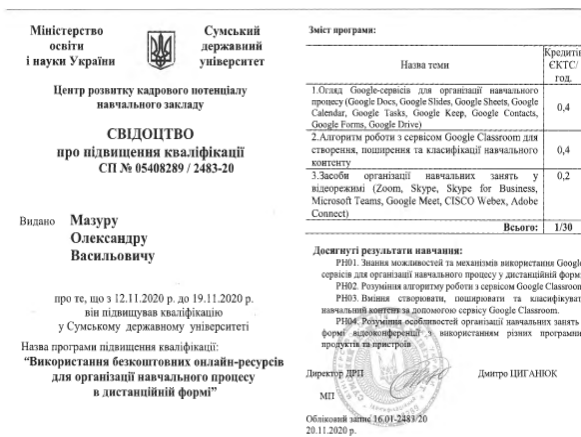 Міністерство
освіти
і науки України
Сумський
державний
університет
Центр розвитку кадрового потенціалу
навчального закладу
СВІДОЦТВО
про підвищення кваліфікації
СП № 05408289 / 2483-20
Видано
Мазуру
Олександру
Васильовичу
про те, що з 12.11.2020 р. до 19.11.2020 р.
він підвищував кваліфікацію
у Сумському державному університеті
Назва програми підвищення кваліфікації:
“Використання безкоштовних онлайн-ресурсів
для організації навчального процесу
в дистанційній формі”
Зміст програми:
Назва теми
Кредити
ЄКТС/
год.
1.Огляд Google-сервісів для організації навчального
процесу (Google Docs, Google Slides, Google Sheets, Google
Calendar, Google Tasks, Google Keep, Google Contacts,
Google Forms, Google Drive)
0,4
2.Алгоритм роботи з сервісом Google Classroom для
створення, поширення та класифікації навчального
контенту
0,4
3.Засоби організації навчальних занять у
відеорежимі (Zoom, Skype, Skype for Business,
Microsoft Teams, Google Meet, CISCO Webex, Adobe
Connect)
0,2
Всього: 1/30
Досягнуті результати навчання:
РН01. Знання можливостей та механізмів використання Google
сервісів для організації навчального процесу у дистанційній формі
РН02. Розуміння алгоритму роботи з сервісом Google Classroom
РН03. Вміння створювати, поширювати та класифікувати
навчальний контент за допомогою сервісу Google Classroom.
РН04. Розуміння особливостей організації навчальних занять
формі відеоконференції з використанням різних програмних
продуктів та пристроїв
Директор ДРП Дмитро ЦИГАНЮК
МП
Обліковий запис 16.01-2483/20
20.11.2020 р.